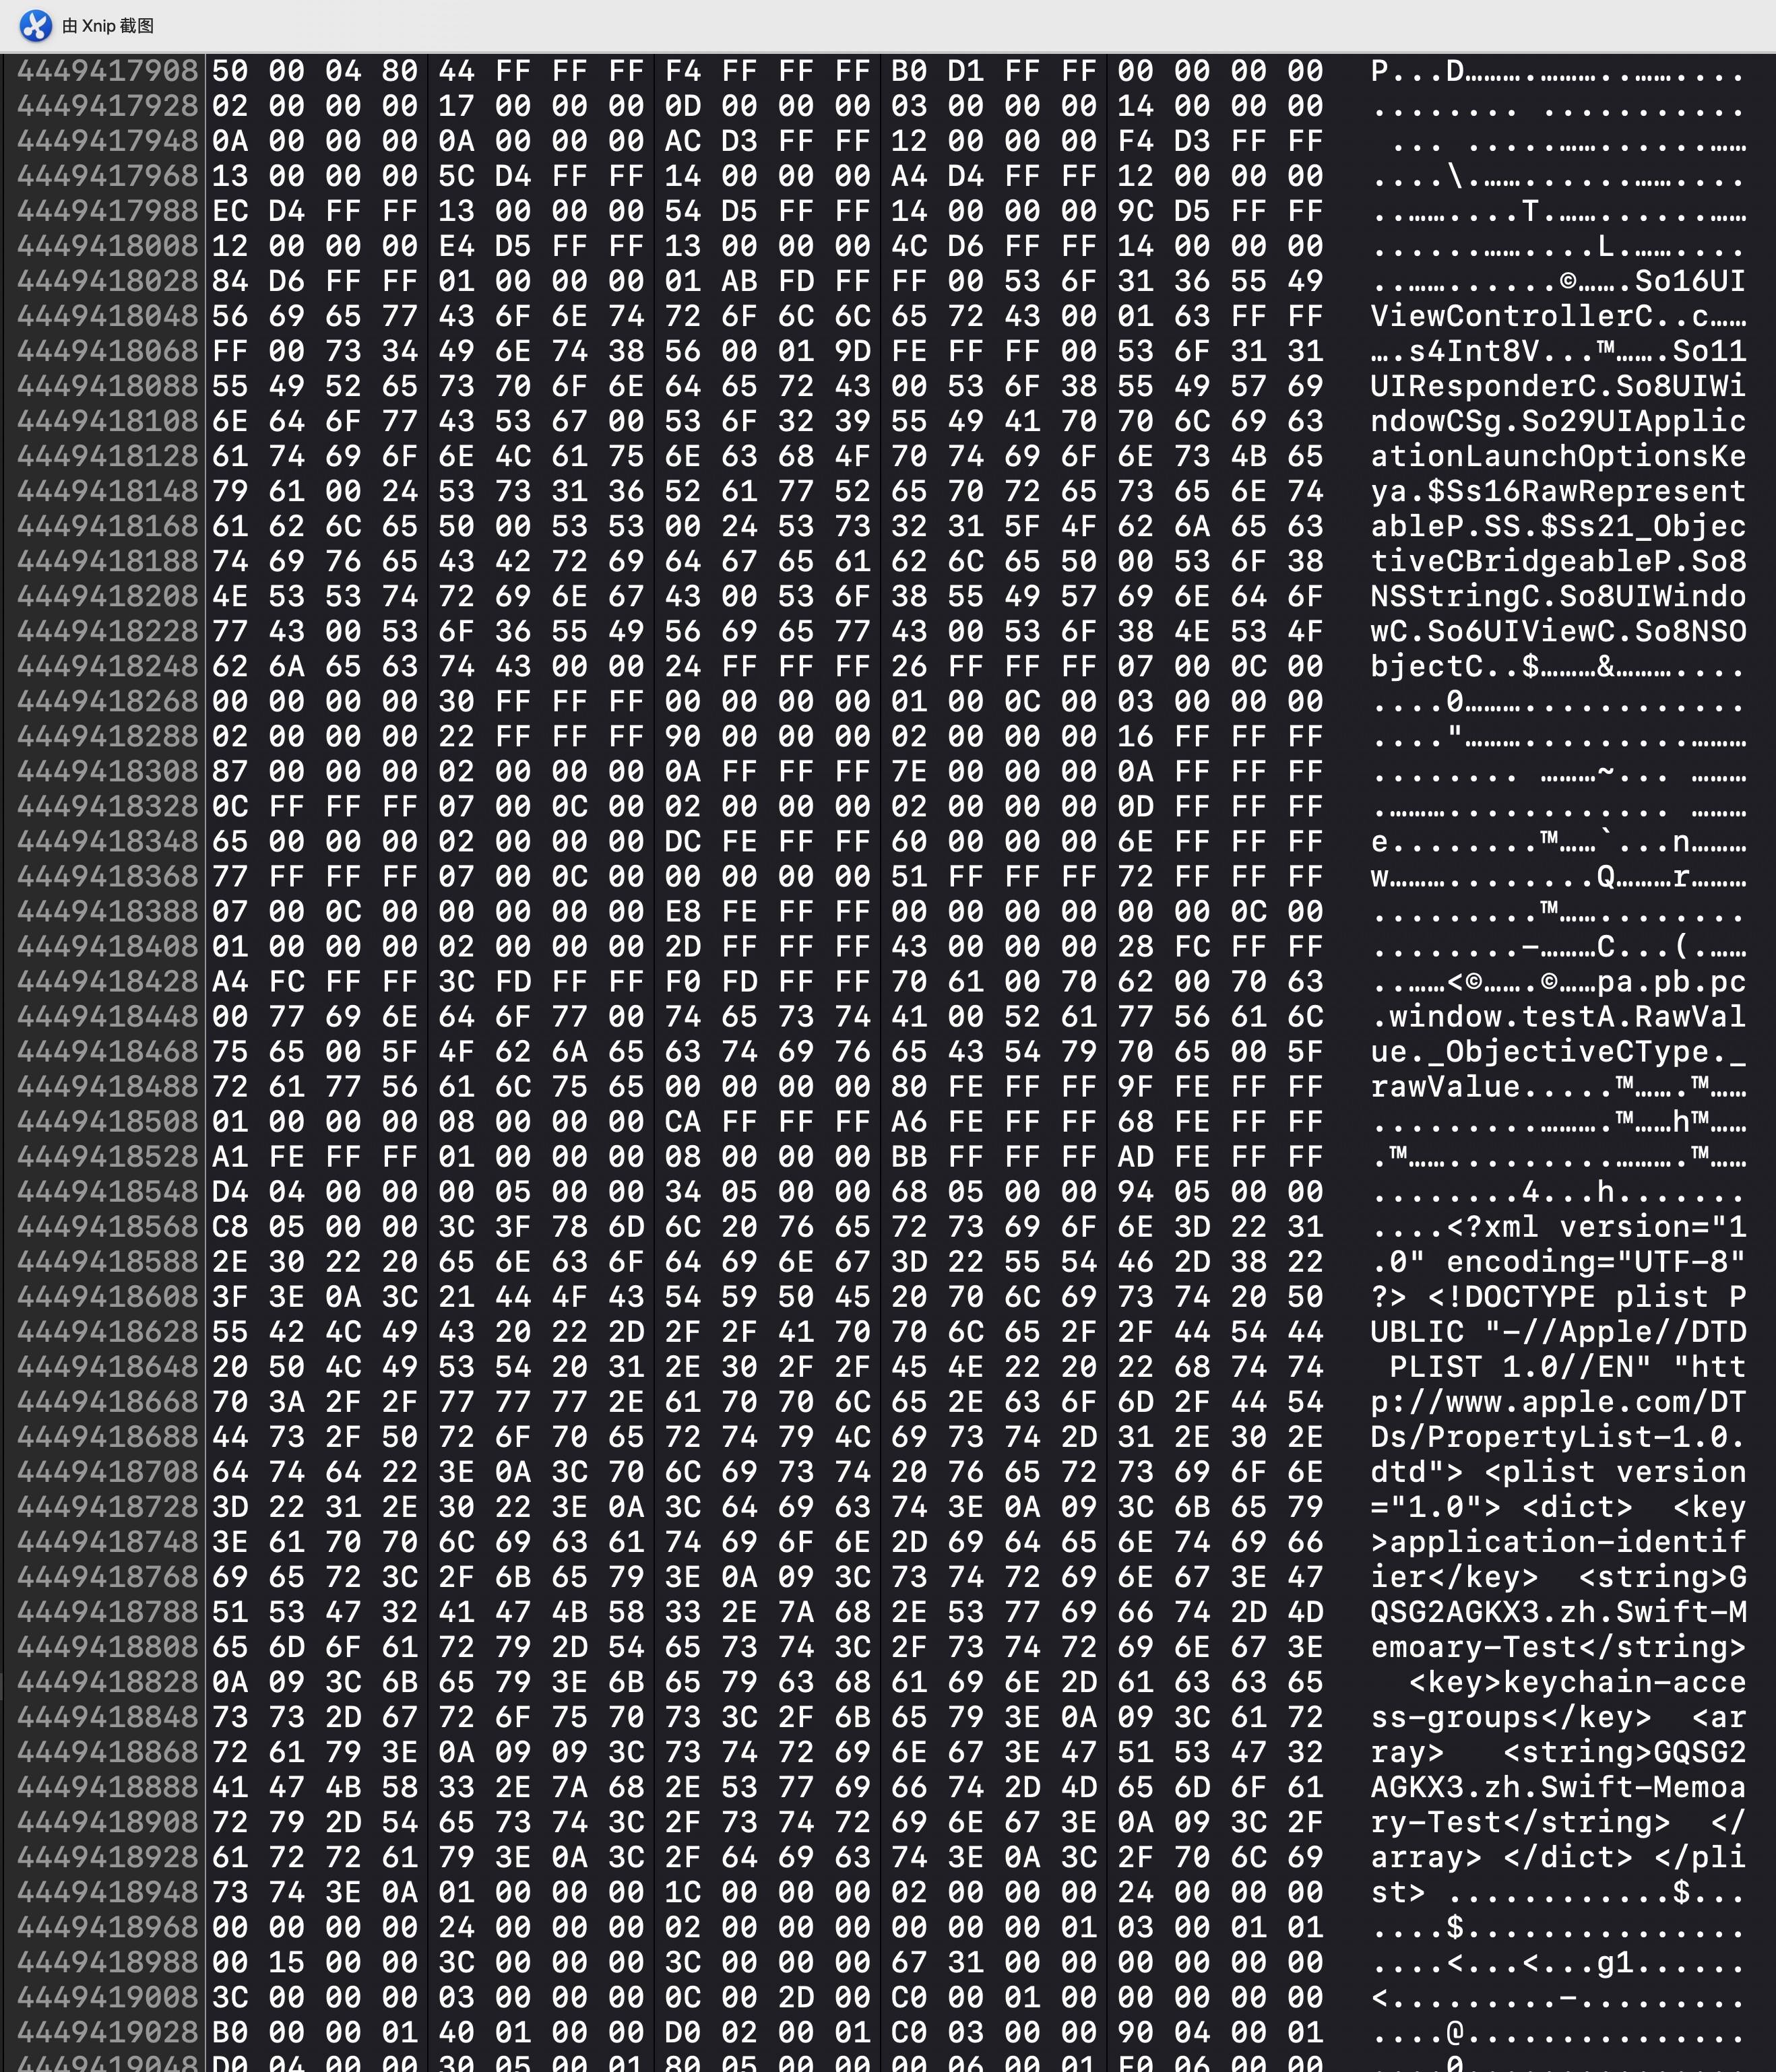 由 Xnip 截图
4449417908 50 00 04 80 44 FF FF FF F4 FF FF FF B0 D1 FF FF 00 00 00 00 P...D……….………..……....
4449417928 02 00 00 00 17 00 00 00 0D 00 00 00 03 00 00 00 14 00 00 00 ........ ...........
4449417948 0A 00 00 00 0A 00 00 00 AC D3 FF FF 12 00 00 00 F4 D3 FF FF  ... .....……......……
4449417968 13 00 00 00 5C D4 FF FF 14 00 00 00 A4 D4 FF FF 12 00 00 00 ....\.……......……....
4449417988 EC D4 FF FF 13 00 00 00 54 D5 FF FF 14 00 00 00 9C D5 FF FF ..……....T.……......……
4449418008 12 00 00 00 E4 D5 FF FF 13 00 00 00 4C D6 FF FF 14 00 00 00 ......……....L.……....
4449418028 84 D6 FF FF 01 00 00 00 01 AB FD FF FF 00 53 6F 31 36 55 49 ..……......©…….So16UI
4449418048 56 69 65 77 43 6F 6E 74 72 6F 6C 6C 65 72 43 00 01 63 FF FF ViewControllerC..c……
4449418068 FF 00 73 34 49 6E 74 38 56 00 01 9D FE FF FF 00 53 6F 31 31 ….s4Int8V...™…….So11
4449418088 55 49 52 65 73 70 6F 6E 64 65 72 43 00 53 6F 38 55 49 57 69 UIResponderC.So8UIWi
4449418108 6E 64 6F 77 43 53 67 00 53 6F 32 39 55 49 41 70 70 6C 69 63 ndowCSg.So29UIApplic
4449418128 61 74 69 6F 6E 4C 61 75 6E 63 68 4F 70 74 69 6F 6E 73 4B 65 ationLaunchOptionsKe
4449418148 79 61 00 24 53 73 31 36 52 61 77 52 65 70 72 65 73 65 6E 74 ya.$Ss16RawRepresent
4449418168 61 62 6C 65 50 00 53 53 00 24 53 73 32 31 5F 4F 62 6A 65 63 ableP.SS.$Ss21_Objec
4449418188 74 69 76 65 43 42 72 69 64 67 65 61 62 6C 65 50 00 53 6F 38 tiveCBridgeableP.So8
4449418208 4E 53 53 74 72 69 6E 67 43 00 53 6F 38 55 49 57 69 6E 64 6F NSStringC.So8UIWindo
4449418228 77 43 00 53 6F 36 55 49 56 69 65 77 43 00 53 6F 38 4E 53 4F wC.So6UIViewC.So8NSO
4449418248 62 6A 65 63 74 43 00 00 24 FF FF FF 26 FF FF FF 07 00 0C 00 bjectC..$………&………....
4449418268 00 00 00 00 30 FF FF FF 00 00 00 00 01 00 0C 00 03 00 00 00 ....0………............
4449418288 02 00 00 00 22 FF FF FF 90 00 00 00 02 00 00 00 16 FF FF FF ...."……….........………
4449418308 87 00 00 00 02 00 00 00 0A FF FF FF 7E 00 00 00 0A FF FF FF ........ ………~... ………
4449418328 0C FF FF FF 07 00 0C 00 02 00 00 00 02 00 00 00 0D FF FF FF .………............ ………
4449418348 65 00 00 00 02 00 00 00 DC FE FF FF 60 00 00 00 6E FF FF FF e........™……`...n………
4449418368 77 FF FF FF 07 00 0C 00 00 00 00 00 51 FF FF FF 72 FF FF FF w………........Q………r………
4449418388 07 00 0C 00 00 00 00 00 E8 FE FF FF 00 00 00 00 00 00 0C 00 .........™……........
4449418408 01 00 00 00 02 00 00 00 2D FF FF FF 43 00 00 00 28 FC FF FF ........-………C...(.……
4449418428 A4 FC FF FF 3C FD FF FF F0 FD FF FF 70 61 00 70 62 00 70 63 ..……<©…….©……pa.pb.pc
4449418448 00 77 69 6E 64 6F 77 00 74 65 73 74 41 00 52 61 77 56 61 6C .window.testA.RawVal
4449418468 75 65 00 5F 4F 62 6A 65 63 74 69 76 65 43 54 79 70 65 00 5F ue._ObjectiveCType._
4449418488 72 61 77 56 61 6C 75 65 00 00 00 00 80 FE FF FF 9F FE FF FF rawValue.....™…….™……
4449418508 01 00 00 00 08 00 00 00 CA FF FF FF A6 FE FF FF 68 FE FF FF .........……….™……h™……
4449418528 A1 FE FF FF 01 00 00 00 08 00 00 00 BB FF FF FF AD FE FF FF .™…….........……….™……
4449418548 D4 04 00 00 00 05 00 00 34 05 00 00 68 05 00 00 94 05 00 00 ........4...h.......
4449418568 C8 05 00 00 3C 3F 78 6D 6C 20 76 65 72 73 69 6F 6E 3D 22 31 ....<?xml version="1
4449418588 2E 30 22 20 65 6E 63 6F 64 69 6E 67 3D 22 55 54 46 2D 38 22 .0" encoding="UTF-8"
4449418608 3F 3E 0A 3C 21 44 4F 43 54 59 50 45 20 70 6C 69 73 74 20 50 ?> <!DOCTYPE plist P
4449418628 55 42 4C 49 43 20 22 2D 2F 2F 41 70 70 6C 65 2F 2F 44 54 44 UBLIC "-//Apple//DTD
4449418648 20 50 4C 49 53 54 20 31 2E 30 2F 2F 45 4E 22 20 22 68 74 74  PLIST 1.0//EN" "htt
4449418668 70 3A 2F 2F 77 77 77 2E 61 70 70 6C 65 2E 63 6F 6D 2F 44 54 p://www.apple.com/DT
4449418688 44 73 2F 50 72 6F 70 65 72 74 79 4C 69 73 74 2D 31 2E 30 2E Ds/PropertyList-1.0.
4449418708 64 74 64 22 3E 0A 3C 70 6C 69 73 74 20 76 65 72 73 69 6F 6E dtd"> <plist version
4449418728 3D 22 31 2E 30 22 3E 0A 3C 64 69 63 74 3E 0A 09 3C 6B 65 79 ="1.0"> <dict>  <key
4449418748 3E 61 70 70 6C 69 63 61 74 69 6F 6E 2D 69 64 65 6E 74 69 66 >application-identif
4449418768 69 65 72 3C 2F 6B 65 79 3E 0A 09 3C 73 74 72 69 6E 67 3E 47 ier</key>  <string>G
4449418788 51 53 47 32 41 47 4B 58 33 2E 7A 68 2E 53 77 69 66 74 2D 4D QSG2AGKX3.zh.Swift-M
4449418808 65 6D 6F 61 72 79 2D 54 65 73 74 3C 2F 73 74 72 69 6E 67 3E emoary-Test</string>
4449418828 0A 09 3C 6B 65 79 3E 6B 65 79 63 68 61 69 6E 2D 61 63 63 65   <key>keychain-acce
4449418848 73 73 2D 67 72 6F 75 70 73 3C 2F 6B 65 79 3E 0A 09 3C 61 72 ss-groups</key>  <ar
4449418868 72 61 79 3E 0A 09 09 3C 73 74 72 69 6E 67 3E 47 51 53 47 32 ray>   <string>GQSG2
4449418888 41 47 4B 58 33 2E 7A 68 2E 53 77 69 66 74 2D 4D 65 6D 6F 61 AGKX3.zh.Swift-Memoa
4449418908 72 79 2D 54 65 73 74 3C 2F 73 74 72 69 6E 67 3E 0A 09 3C 2F ry-Test</string>  </
4449418928 61 72 72 61 79 3E 0A 3C 2F 64 69 63 74 3E 0A 3C 2F 70 6C 69 array> </dict> </pli
4449418948 73 74 3E 0A 01 00 00 00 1C 00 00 00 02 00 00 00 24 00 00 00 st> ............$...
4449418968 00 00 00 00 24 00 00 00 02 00 00 00 00 00 00 01 03 00 01 01 ....$...............
4449418988 00 15 00 00 3C 00 00 00 3C 00 00 00 67 31 00 00 00 00 00 00 ....<...<...g1......
4449419008 3C 00 00 00 03 00 00 00 0C 00 2D 00 C0 00 01 00 00 00 00 00 <.........-.........
4449419028 B0 00 00 01 40 01 00 00 D0 02 00 01 C0 03 00 00 90 04 00 01 ....@...............
4449419048 D0 04 00 00 30 05 00 01 80 05 00 00 00 06 00 01